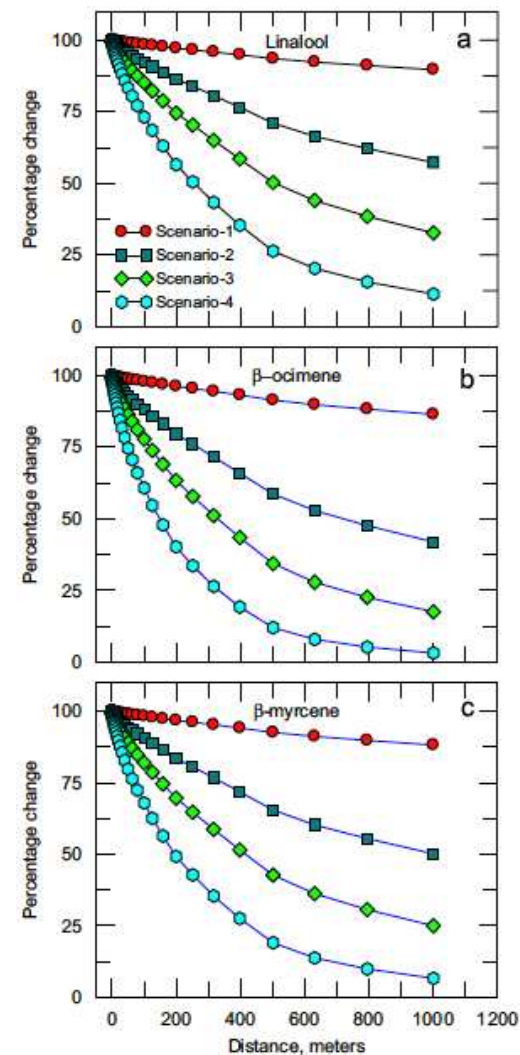 100
75
50
25
0
Percentage change
Linalool
a
Scenario-1
Scenario-2
Scenario-3
Scenario-4
100
75
50
25
0
Percentage change
β–ocimene
b
100
75
50
25
0
Percentage change
β-myrcene
c
0 200 400 600 800 1000 1200
Distance, meters